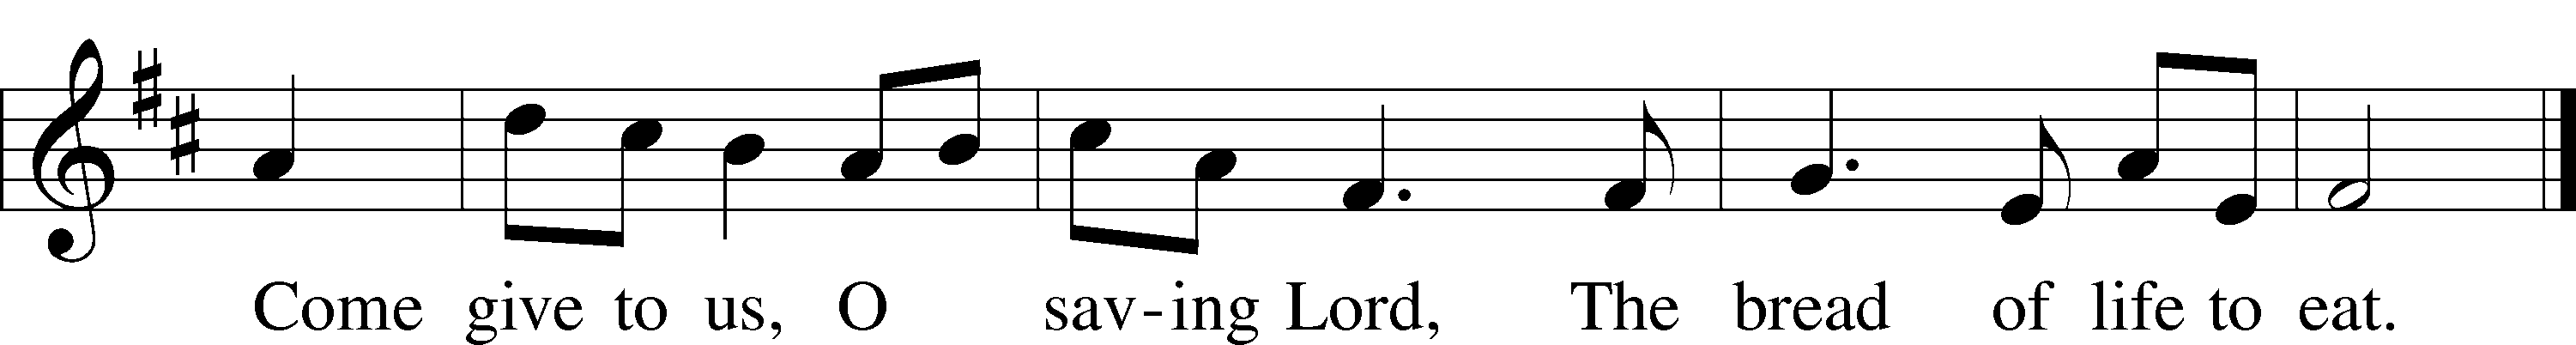 Come give to us, O sav-ing Lord, The bread of life to eat.